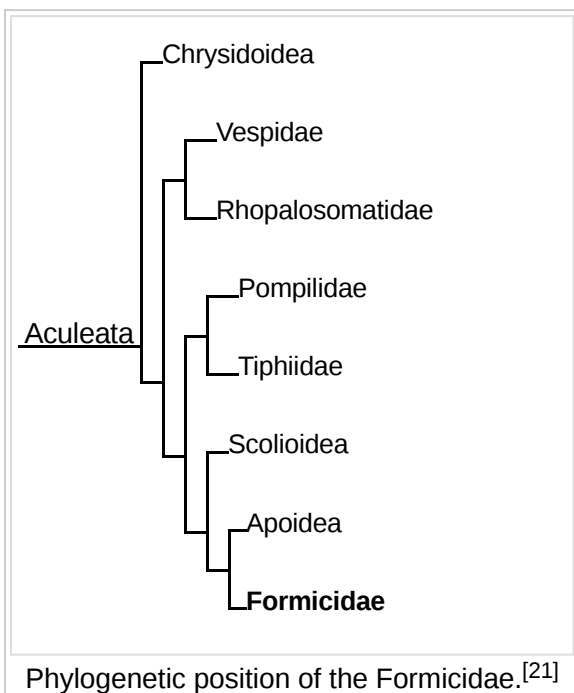 Chrysidoidea
Vespidae
Rhopalosomatidae
Pompilidae
Aculeata
Tiphiidae
Scolioidea
Apoidea
Formicidae
Phylogenetic position of the Formicidae.[21]